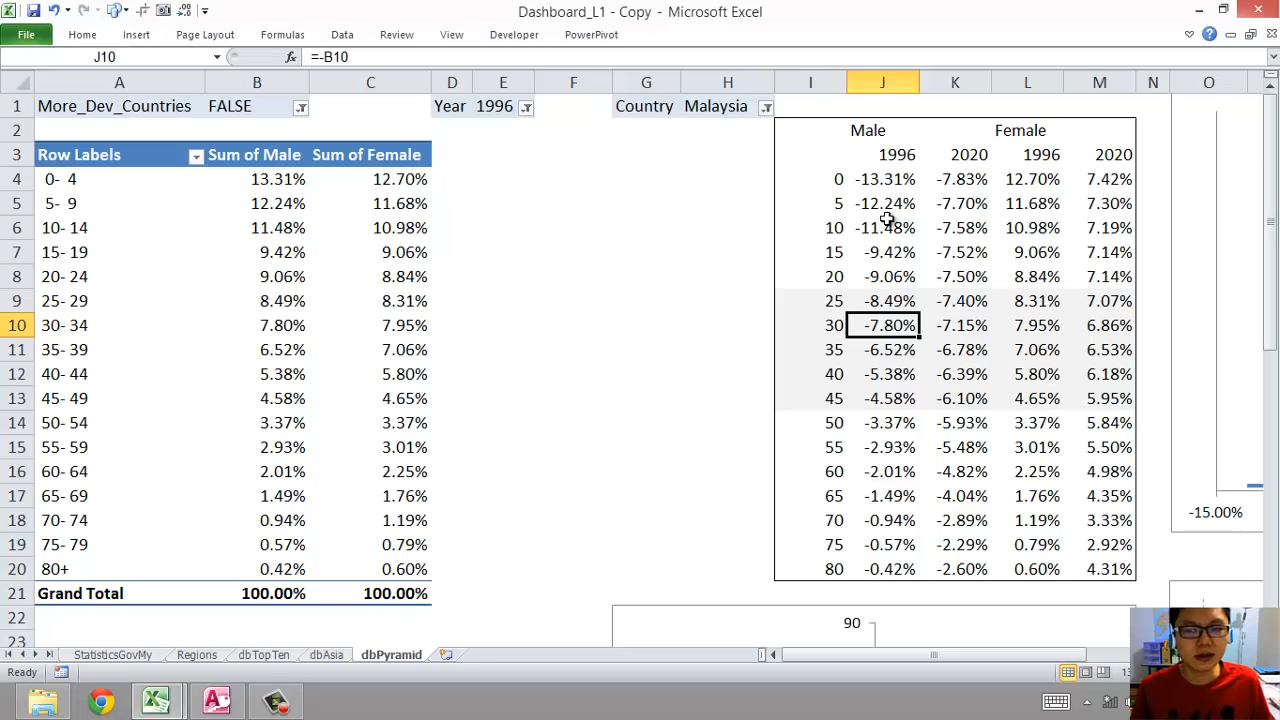 Dashboard_L1 - Copy - Microsoft Excel
File Home Insert Page Layout Formulas Data Review View Developer PowerPivot
J10 fx =-B10
A B C D E F G H I J K L M N O
1 More_Dev_Countries FALSE Year 1996 Country Malaysia
2 Male Female
3 Row Labels Sum of Male Sum of Female 1996 2020 1996 2020
4 0- 4 13.31% 12.70% 0 -13.31% -7.83% 12.70% 7.42%
5 5- 9 12.24% 11.68% 5 -12.24% -7.70% 11.68% 7.30%
6 10- 14 11.48% 10.98% 10 -11.48% -7.58% 10.98% 7.19%
7 15- 19 9.42% 9.06% 15 -9.42% -7.52% 9.06% 7.14%
8 20- 24 9.06% 8.84% 20 -9.06% -7.50% 8.84% 7.14%
9 25- 29 8.49% 8.31% 25 -8.49% -7.40% 8.31% 7.07%
10 30- 34 7.80% 7.95% 30 -7.80% -7.15% 7.95% 6.86%
11 35- 39 6.52% 7.06% 35 -6.52% -6.78% 7.06% 6.53%
12 40- 44 5.38% 5.80% 40 -5.38% -6.39% 5.80% 6.18%
13 45- 49 4.58% 4.65% 45 -4.58% -6.10% 4.65% 5.95%
14 50- 54 3.37% 3.37% 50 -3.37% -5.93% 3.37% 5.84%
15 55- 59 2.93% 3.01% 55 -2.93% -5.48% 3.01% 5.50%
16 60- 64 2.01% 2.25% 60 -2.01% -4.82% 2.25% 4.98%
17 65- 69 1.49% 1.76% 65 -1.49% -4.04% 1.76% 4.35% -15.00%
18 70- 74 0.94% 1.19% 70 -0.94% -2.89% 1.19% 3.33%
19 75- 79 0.57% 0.79% 75 -0.57% -2.29% 0.79% 2.92%
20 80+ 0.42% 0.60% 80 -0.42% -2.60% 0.60% 4.31%
21 Grand Total 100.00% 100.00%
22 90
23
StatisticsGovMy Regions dbTopTen dbAsia dbPyramid
Ready